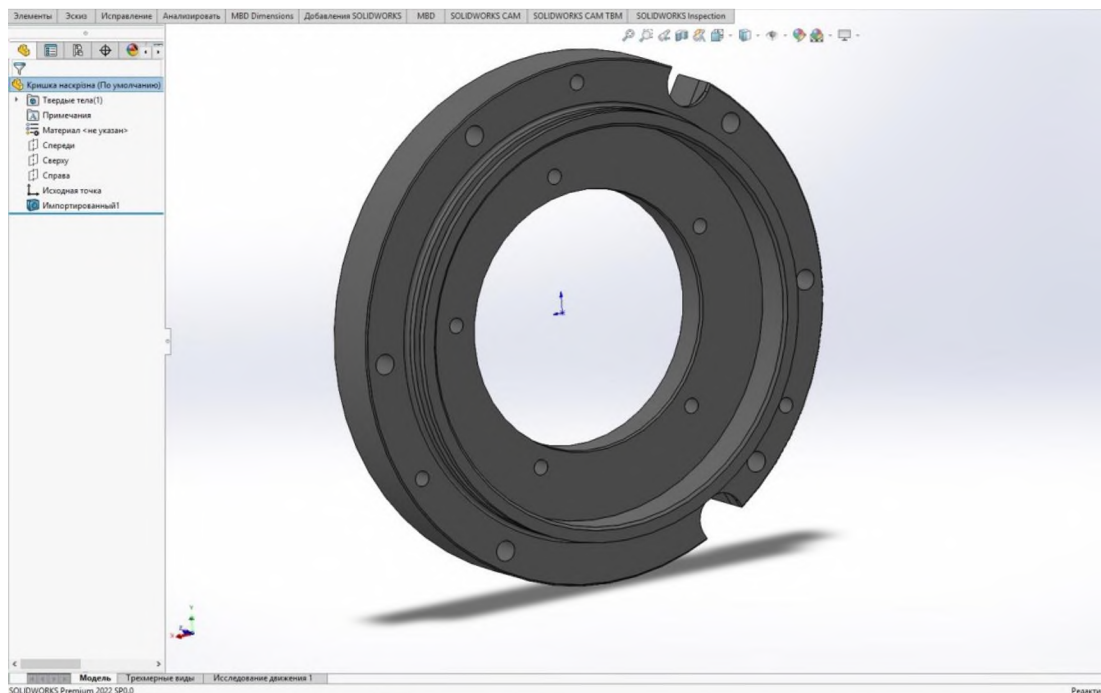 Элементы Эскиз Исправление Анализировать MBD Dimensions Добавления SOLIDWORKS MBD SOLIDWORKS CAM SOLIDWORKS CAM TBM SOLIDWORKS Inspection
Кришка наскрізна (По умолчанию)
Твердые тела(1)
Примечания
Материал <не указан>
Спереди
Сверху
Справа
Исходная точка
Импортированный1
Y
X
Модель Трехмерные виды Исследование движения 1
SOLIDWORKS Premium 2022 SP0.0 Редакти